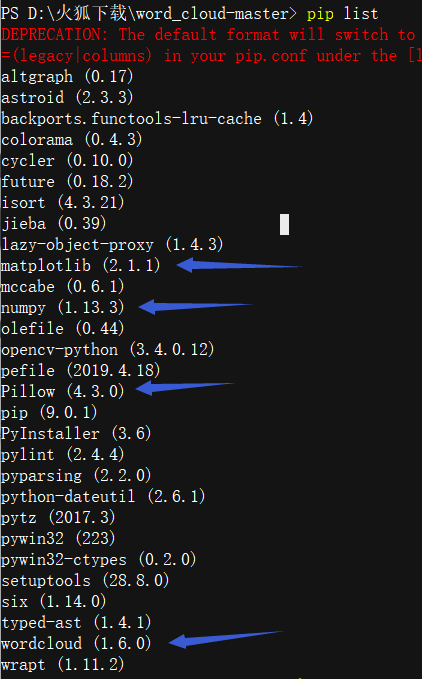 PS D:\火狐下载\word_cloud-master> pip list
DEPRECATION: The default format will switch to
=(legacy|columns) in your pip.conf under the [l
altgraph (0.17)
astroid (2.3.3)
backports.functools-lru-cache (1.4)
colorama (0.4.3)
cycler (0.10.0)
future (0.18.2)
isort (4.3.21)
jieba (0.39)
lazy-object-proxy (1.4.3)
matplotlib (2.1.1)
mccabe (0.6.1)
numpy (1.13.3)
olefile (0.44)
opencv-python (3.4.0.12)
pefile (2019.4.18)
Pillow (4.3.0)
pip (9.0.1)
PyInstaller (3.6)
pylint (2.4.4)
pyparsing (2.2.0)
python-dateutil (2.6.1)
pytz (2017.3)
pywin32 (223)
pywin32-ctypes (0.2.0)
setuptools (28.8.0)
six (1.14.0)
typed-ast (1.4.1)
wordcloud (1.6.0)
wrapt (1.11.2)